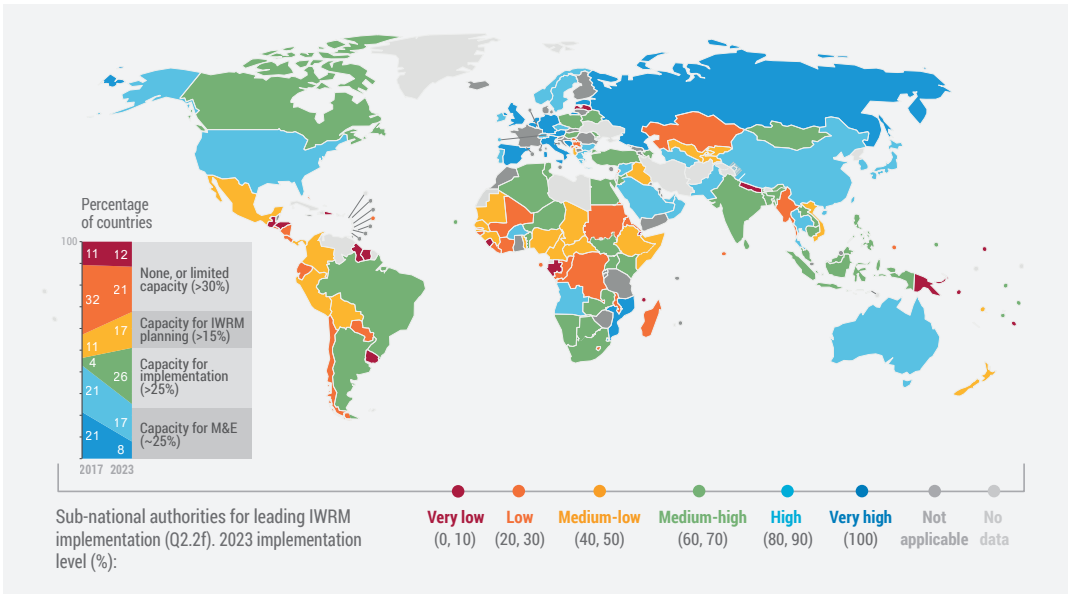 Percentage
of countries
100
11 12
None, or limited
capacity (>30%)
21
32
17
Capacity for IWRM
planning (>15%)
11
4
Capacity for
implementation
(>25%)
26
21
17
Capacity for M&E
(~25%)
21
8
2017 2023
Sub-national authorities for leading IWRM
implementation (Q2.2f). 2023 implementation
level (%):
Very low
(0, 10)
Low
(20, 30)
Medium-low
(40, 50)
Medium-high
(60, 70)
High
(80, 90)
Very high
(100)
Not
applicable
No
data